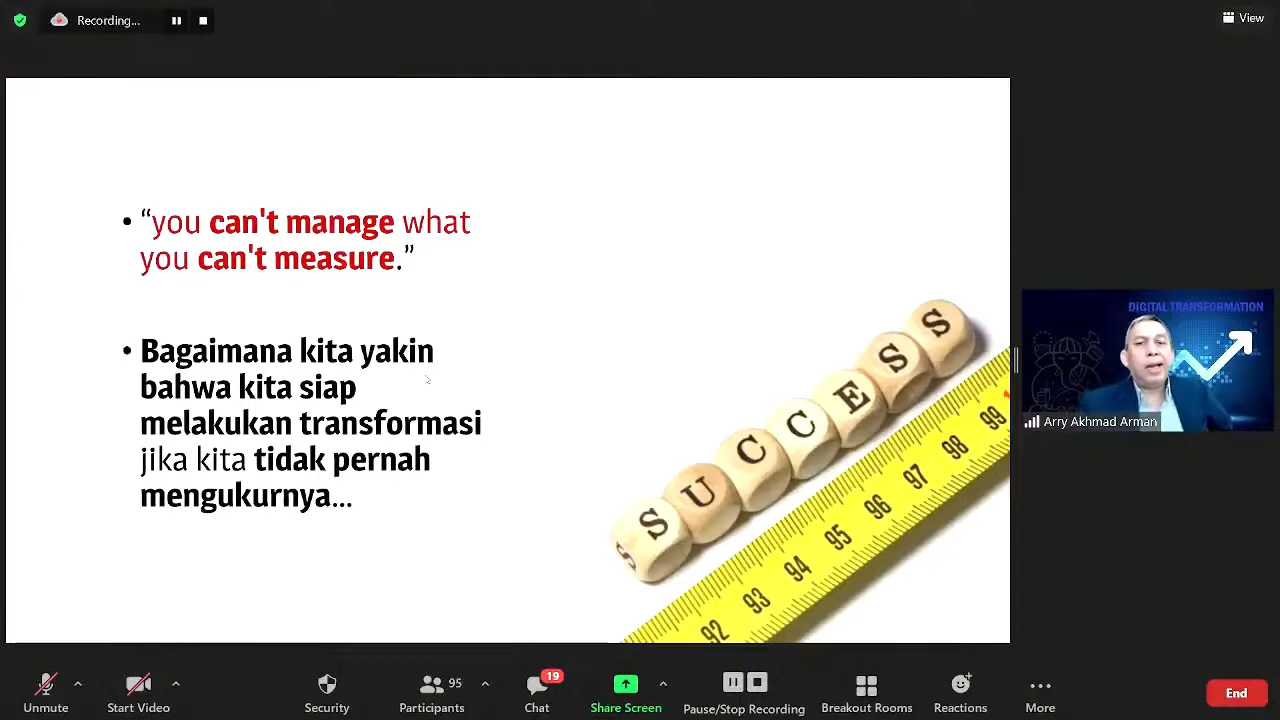 Recording...
View
• “you can't manage what
you can't measure.”
• Bagaimana kita yakin
bahwa kita siap
melakukan transformasi
jika kita tidak pernah
mengukurnya...
S
S U C C E S S
92 93 94 95 96 97 98 99
DIGITAL TRANSFORMATION
Arry Akhmad Arman
Unmute
Start Video
Security
95
Participants
19
Chat
Share Screen
Pause/Stop Recording
Breakout Rooms
Reactions
More
End